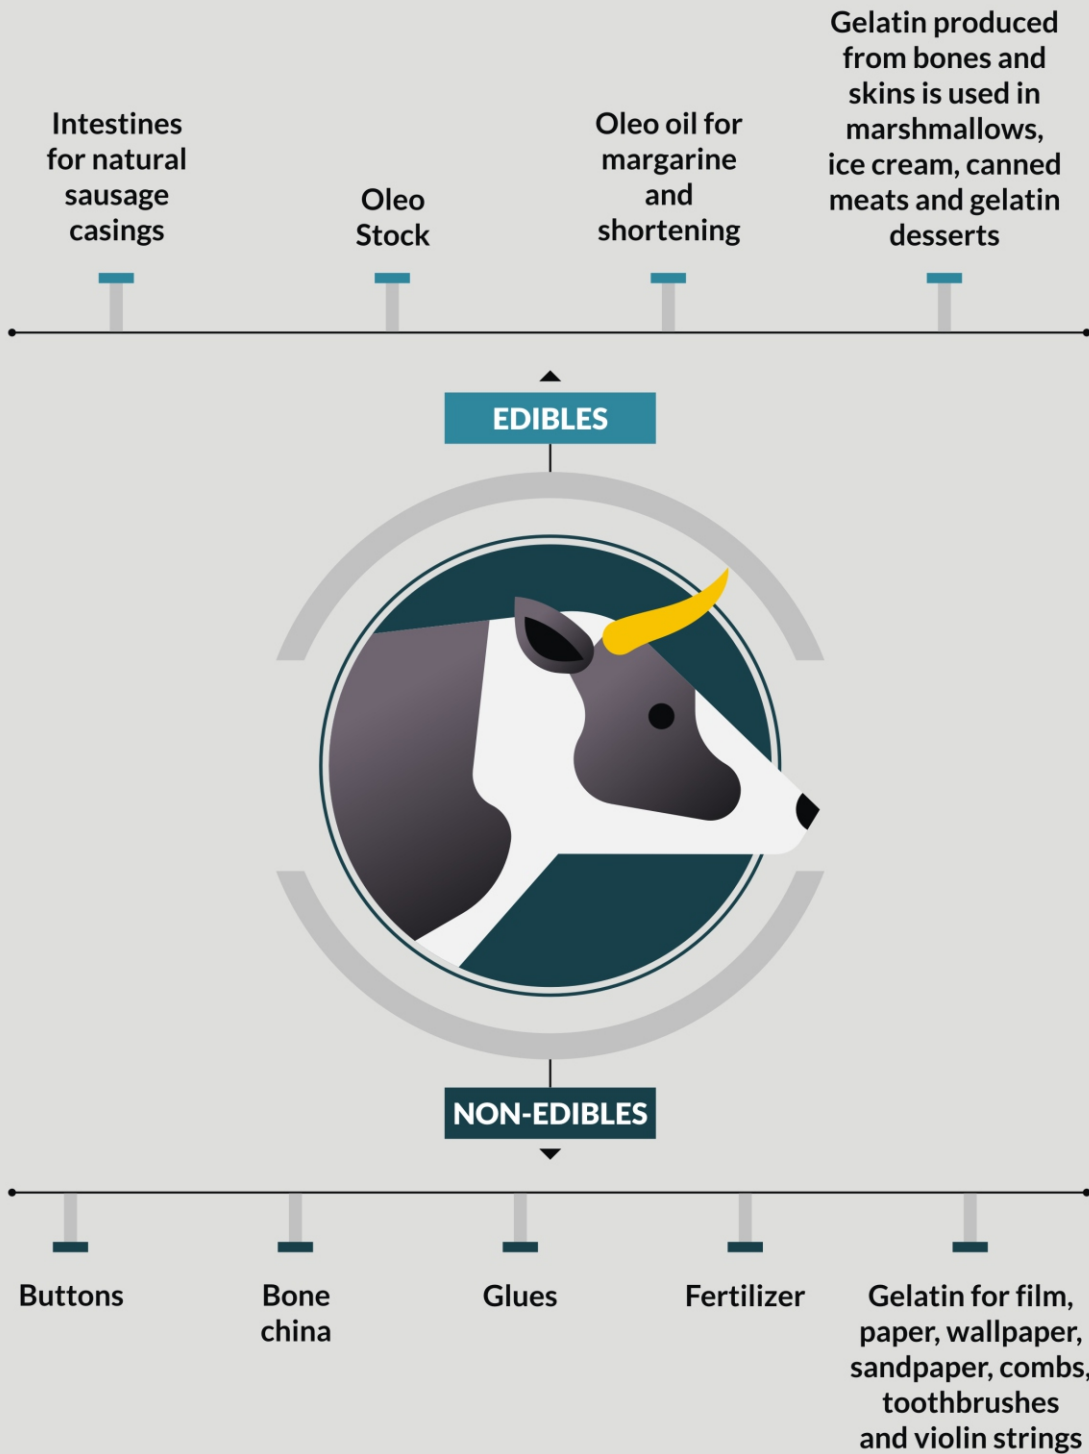 Intestines
for natural
sausage
casings
Oleo
Stock
Oleo oil for
margarine
and
shortening
Gelatin produced
from bones and
skins is used in
marshmallows,
ice cream, canned
meats and gelatin
desserts
EDIBLES
NON-EDIBLES
Buttons
Bone
china
Glues
Fertilizer
Gelatin for film,
paper, wallpaper,
sandpaper, combs,
toothbrushes
and violin strings